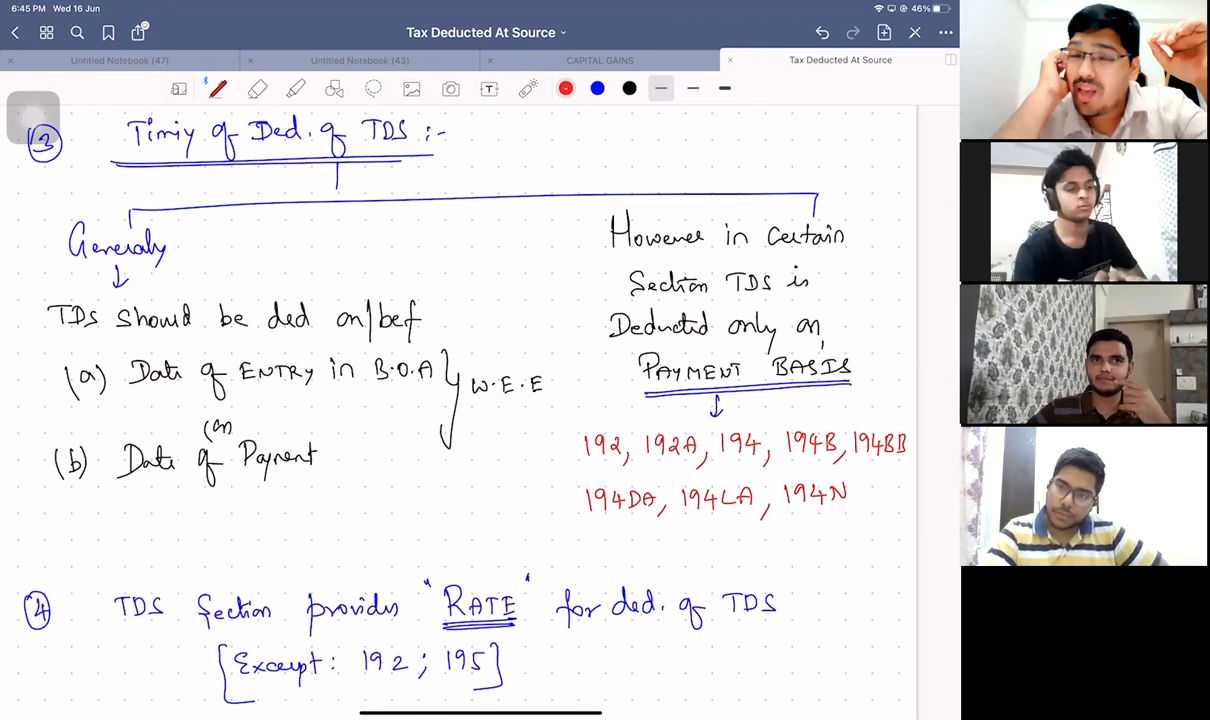 6:45 PM Wed 16 Jun
46%
Tax Deducted At Source
Untitled Notebook (47)
Untitled Notebook (43)
CAPITAL GAINS
Tax Deducted At Source
3 Timiy of Ded. of TDS :-
Generaly
TDS should be ded on/bef
(a) Date of ENTRY in B.O.A
W.E.E
(or)
(b) Date of Payment
However in certain
Section TDS is
Deducted only on
PAYMENT BASIS
192, 192A, 194, 194B, 194BB
194DA, 194LA, 194N
4 TDS Section provides "RATE" for ded. of TDS
[Except: 192; 195]